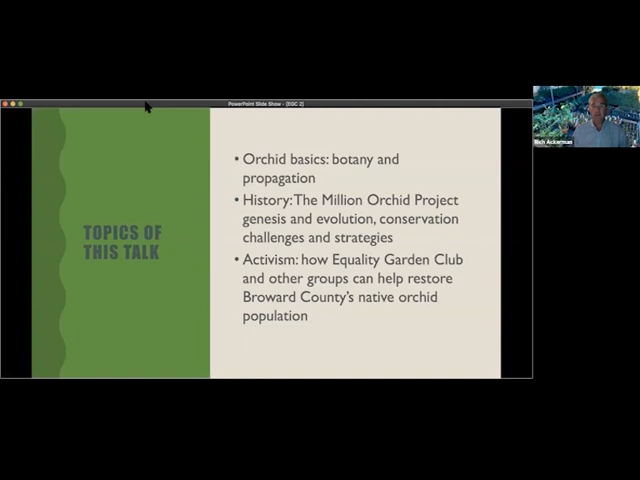 PowerPoint Slide Show - [EGC 2]
Rich Ackerman
TOPICS OF
THIS TALK
• Orchid basics: botany and
propagation
• History: The Million Orchid Project
genesis and evolution, conservation
challenges and strategies
• Activism: how Equality Garden Club
and other groups can help restore
Broward County's native orchid
population